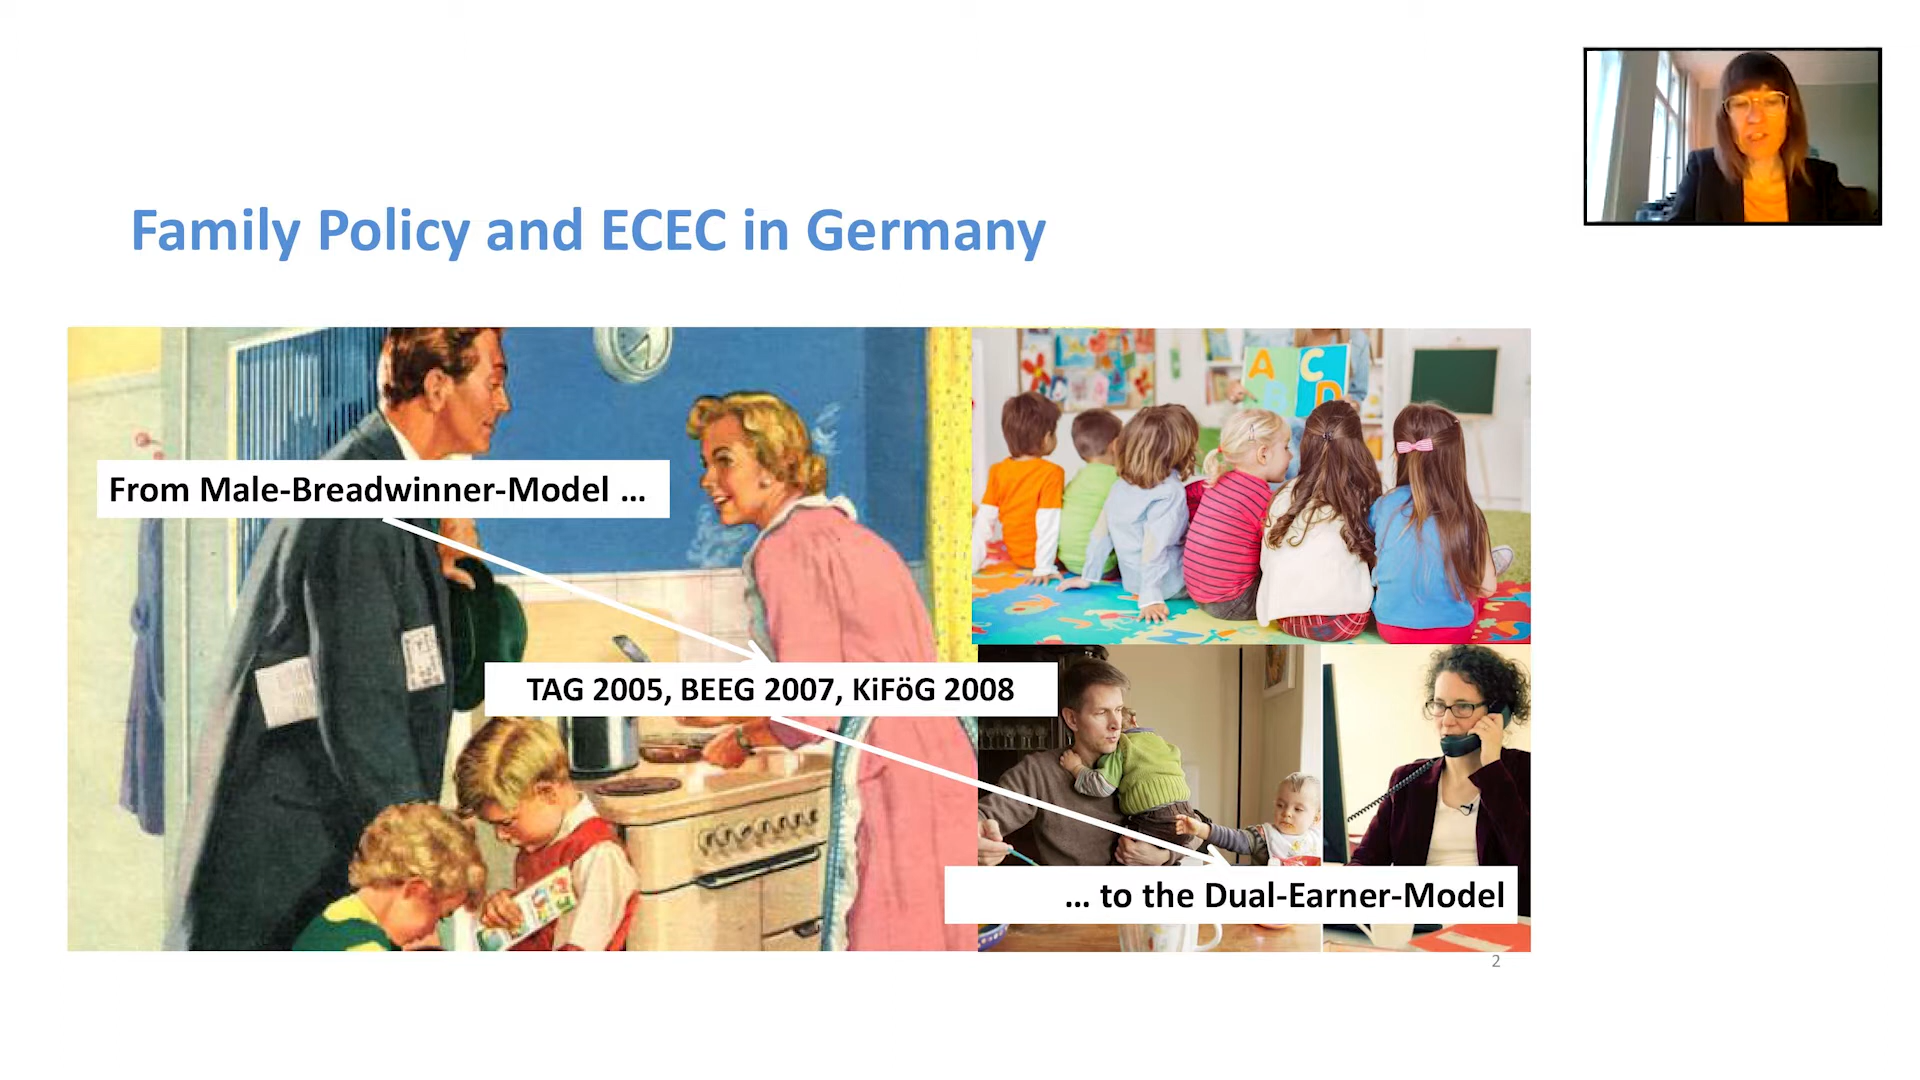 Family Policy and ECEC in Germany
A C
B D
From Male-Breadwinner-Model ...
TAG 2005, BEEG 2007, KiFöG 2008
... to the Dual-Earner-Model
2